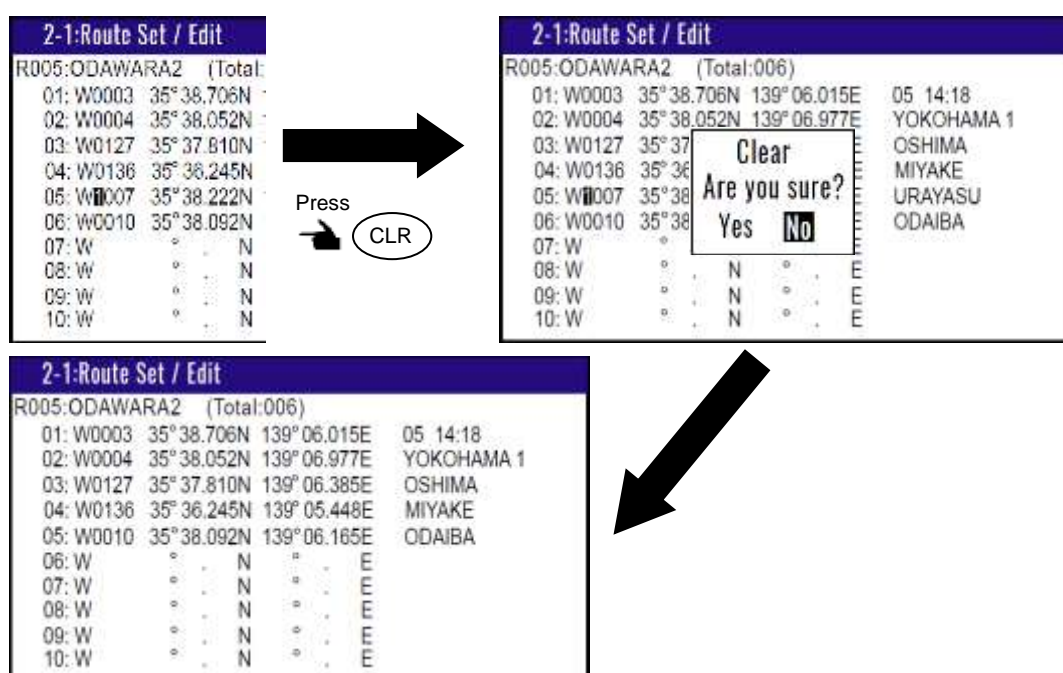 2-1:Route Set / Edit
R005:ODAWARA2 (Total:
01: W0003 35°38.706N
02: W0004 35°38.052N
03: W0127 35°37.810N
04: W0136 35°36.245N
05: W1007 35°38.222N
06: W0010 35°38.092N
07: W ° . N
08: W ° . N
09: W ° . N
10: W ° . N
Press
CLR
2-1:Route Set / Edit
R005:ODAWARA2 (Total:006)
01: W0003 35°38.706N 139°06.015E 05 14:18
02: W0004 35°38.052N 139°06.977E YOKOHAMA 1
03: W0127 35°37 E OSHIMA
04: W0136 35°36 E MIYAKE
05: W1007 35°38 E URAYASU
06: W0010 35°38 E ODAIBA
07: W ° E
08: W ° . N ° . E
09: W ° . N ° . E
10: W ° . N ° . E
Clear
Are you sure?
Yes No
2-1:Route Set / Edit
R005:ODAWARA2 (Total:006)
01: W0003 35°38.706N 139°06.015E 05 14:18
02: W0004 35°38.052N 139°06.977E YOKOHAMA 1
03: W0127 35°37.810N 139°06.385E OSHIMA
04: W0136 35°36.245N 139°05.448E MIYAKE
05: W0010 35°38.092N 139°06.165E ODAIBA
06: W ° . N ° . E
07: W ° . N ° . E
08: W ° . N ° . E
09: W ° . N ° . E
10: W ° . N ° . E